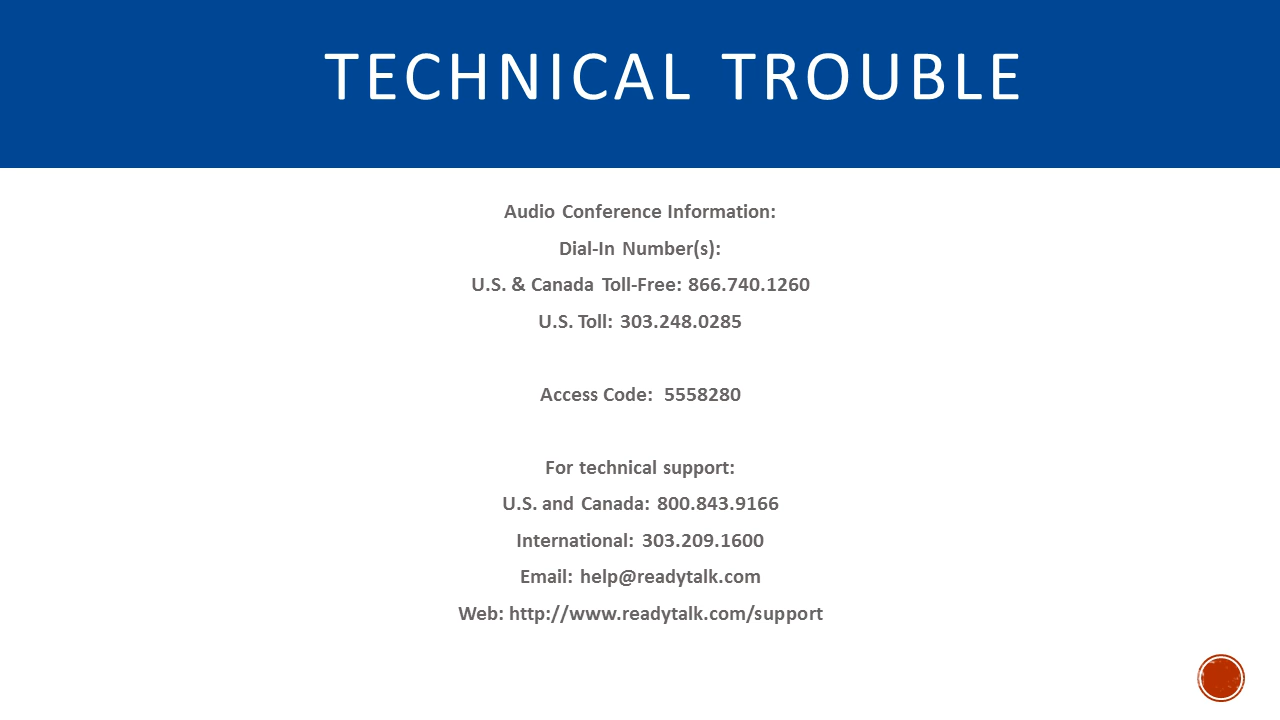 TECHNICAL TROUBLE
Audio Conference Information:
Dial-In Number(s):
U.S. & Canada Toll-Free: 866.740.1260
U.S. Toll: 303.248.0285
Access Code: 5558280
For technical support:
U.S. and Canada: 800.843.9166
International: 303.209.1600
Email: help@readytalk.com
Web: http://www.readytalk.com/support